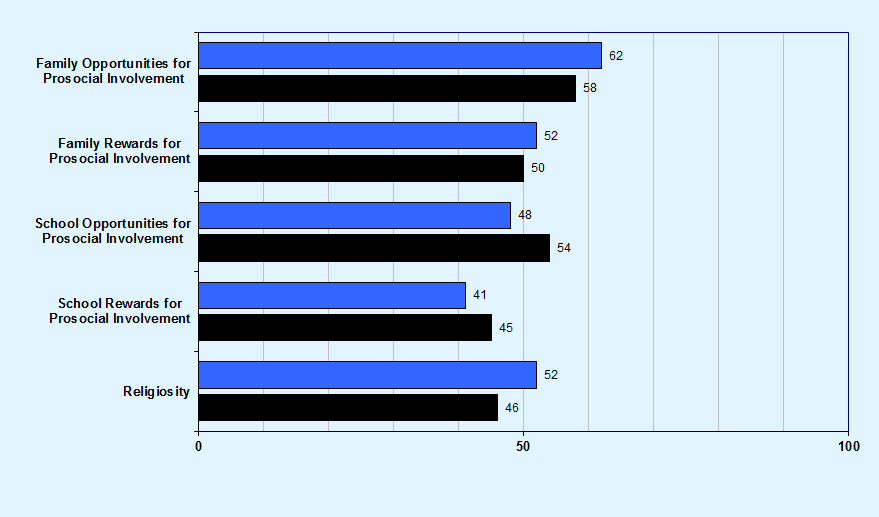 Family Opportunities for
Prosocial Involvement
62
58
Family Rewards for
Prosocial Involvement
52
50
School Opportunities for
Prosocial Involvement
48
54
School Rewards for
Prosocial Involvement
41
45
Religiosity
52
46
0
50
100